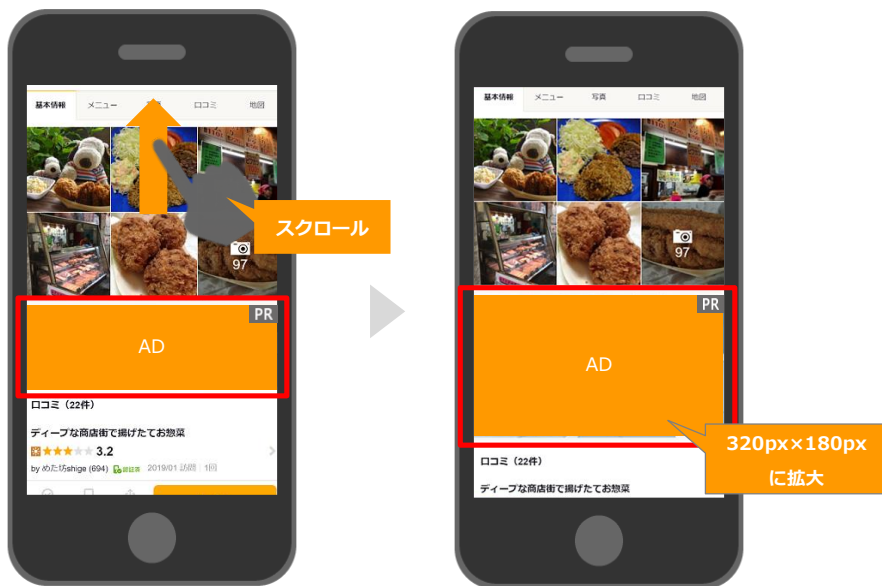 基本情報
メニュー
口コミ
地図
スクロール
97
PR
AD
口コミ（22件）
ディープな商店街で揚げたてお惣菜
3.2
by めた坊shige (694)
2019/01 訪問
1回
基本情報
メニュー
写真
口コミ
地図
97
PR
AD
320px×180px
に拡大
口コミ（22件）
ディープな商店街で揚げたてお惣菜